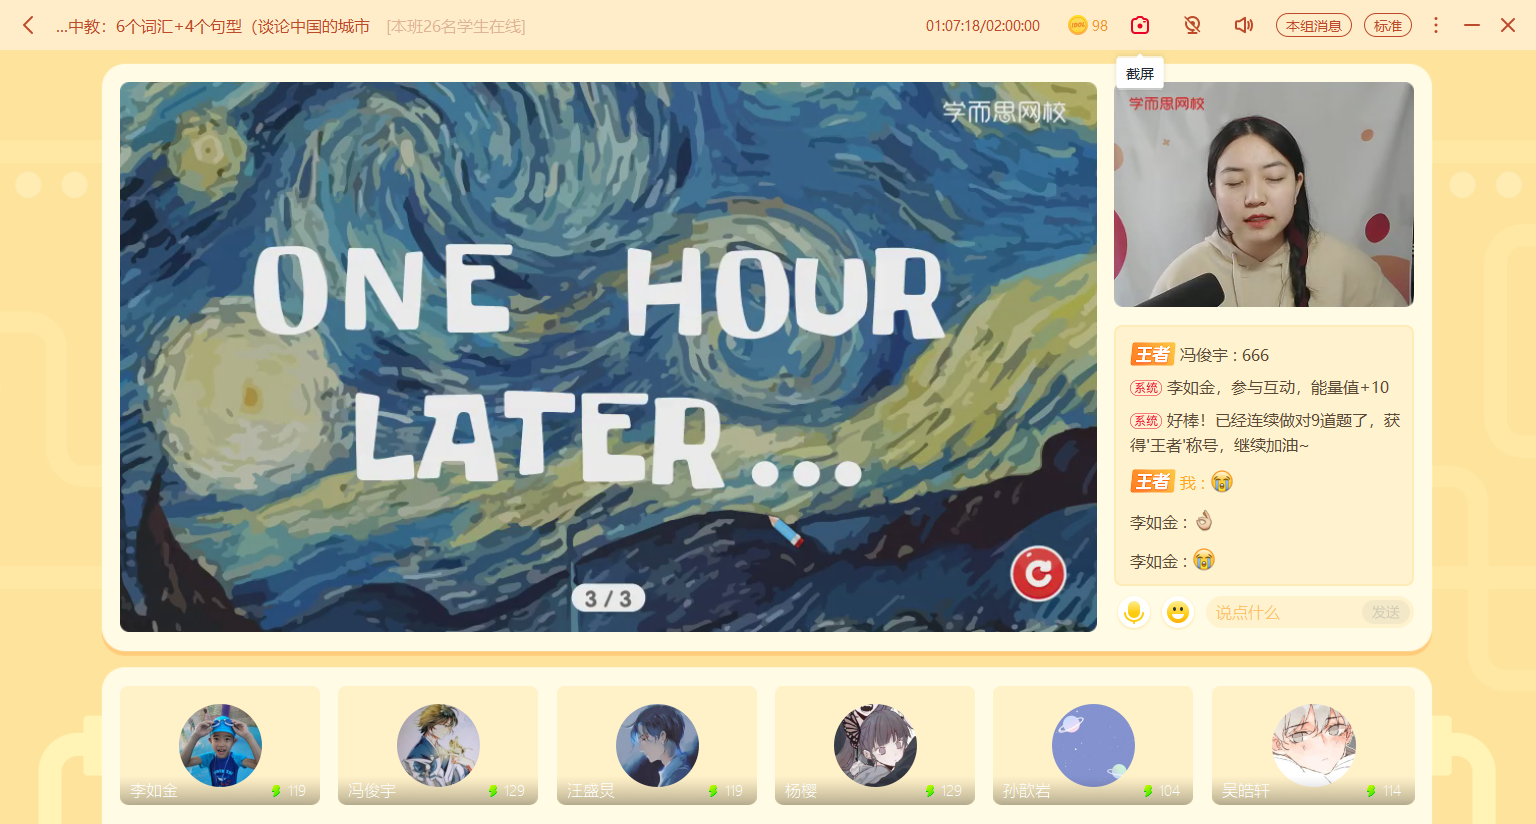 ...中教：6个词汇+4个句型（谈论中国的城市
[本班26名学生在线]
01:07:18/02:00:00
98
本组消息
标准
截屏
学而思网校
学而思网校
ONE HOUR
LATER...
3 / 3
王者 冯俊宇 : 666
系统 李如金，参与互动，能量值+10
系统 好棒！已经连续做对9道题了，获
得'王者'称号，继续加油~
王者 我 : 😭
李如金 : 👌
李如金 : 😭
说点什么
发送
李如金 119
冯俊宇 129
汪盛炅 119
杨樱 129
孙歆岩 104
吴皓轩 114